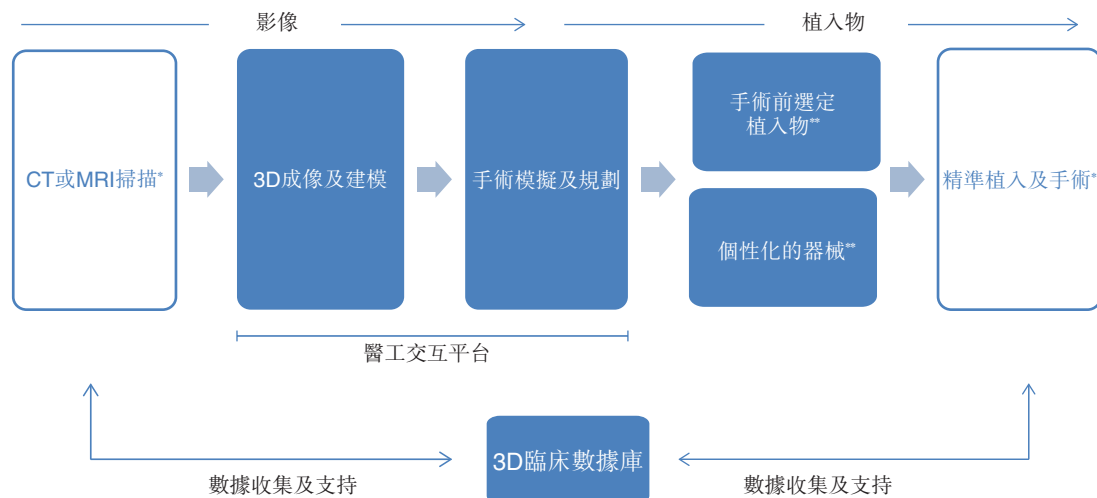 影像
植入物
CT或MRI掃描*
3D成像及建模
手術模擬及規劃
手術前選定
植入物**
個性化的器械**
精準植入及手術*
醫工交互平台
3D臨床數據庫
數據收集及支持
數據收集及支持